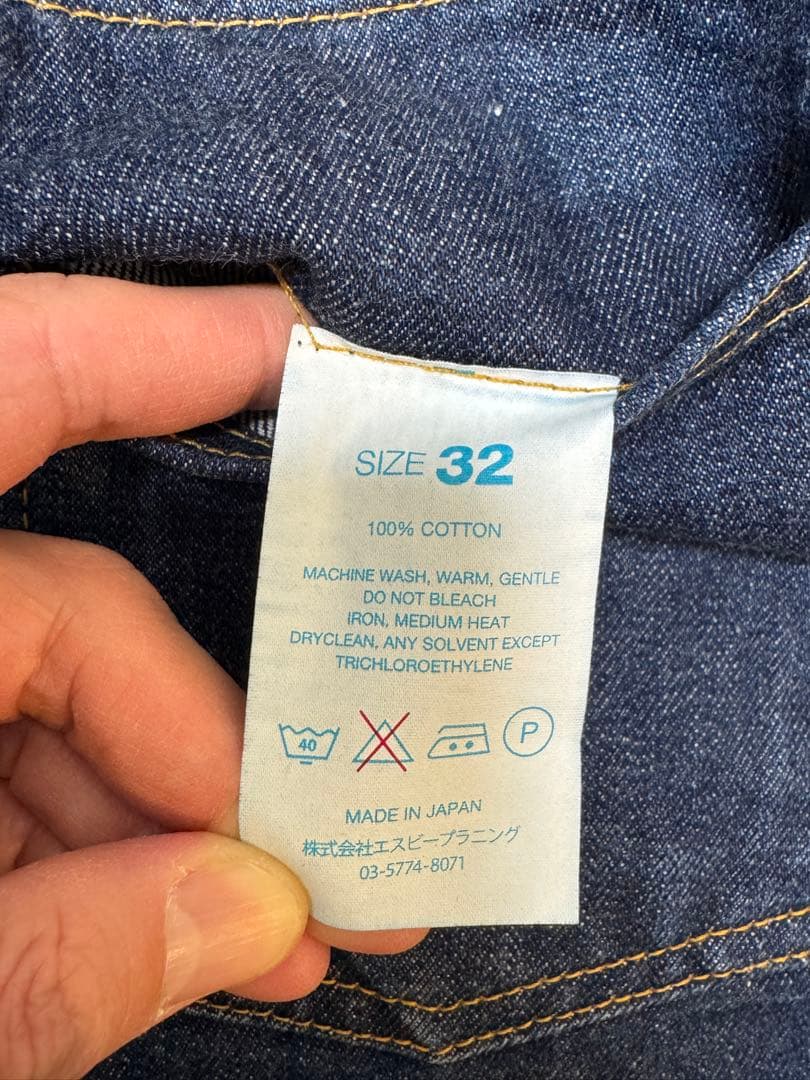 SIZE 32
100% COTTON
MACHINE WASH, WARM, GENTLE
DO NOT BLEACH
IRON, MEDIUM HEAT
DRYCLEAN, ANY SOLVENT EXCEPT
TRICHLOROETHYLENE
40 P
MADE IN JAPAN
株式会社エスビープラニング
03-5774-8071